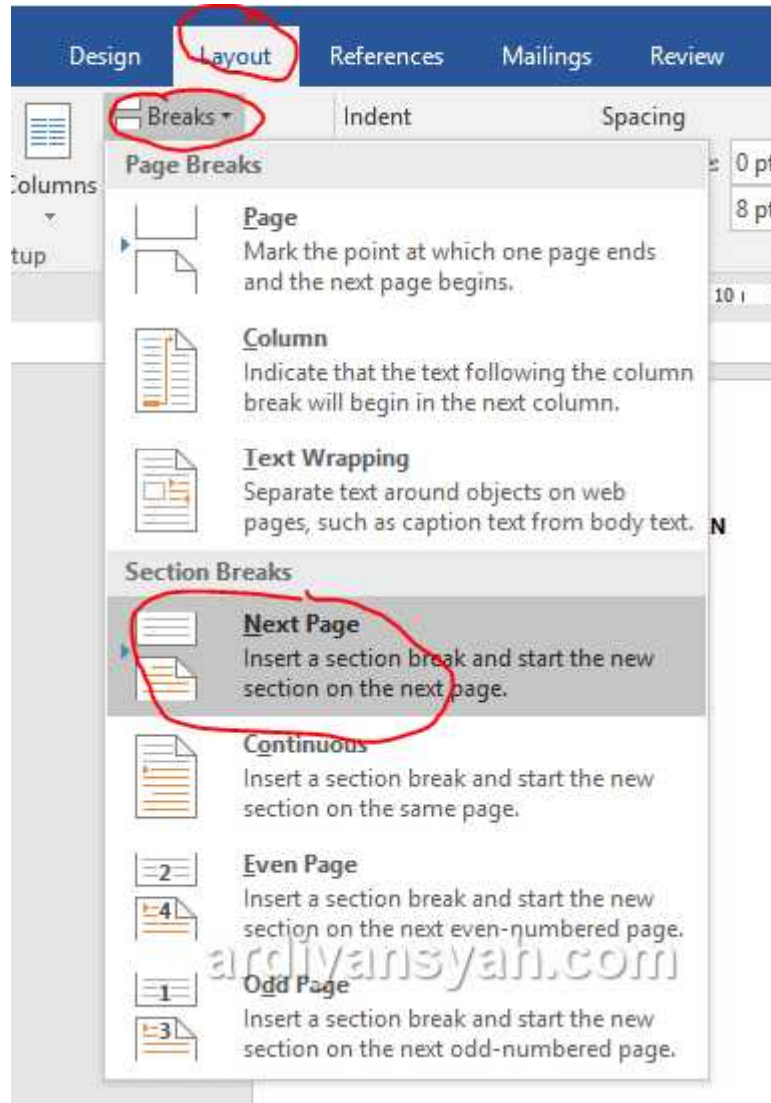 Design Layout References Mailings Review
Breaks Indent Spacing
Columns
0 pt
8 pt
tup
10
Page Breaks
Page
Mark the point at which one page ends
and the next page begins.
Column
Indicate that the text following the column
break will begin in the next column.
Text Wrapping
Separate text around objects on web
pages, such as caption text from body text.
N
Section Breaks
Next Page
Insert a section break and start the new
section on the next page.
Continuous
Insert a section break and start the new
section on the same page.
2
4
Even Page
Insert a section break and start the new
section on the next even-numbered page.
ardiyansyah.com
1
3
Odd Page
Insert a section break and start the new
section on the next odd-numbered page.